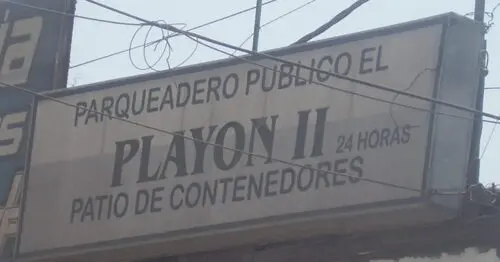 PARQUEADERO PUBLICO EL
PLAYON II 24 HORAS
PATIO DE CONTENEDORES